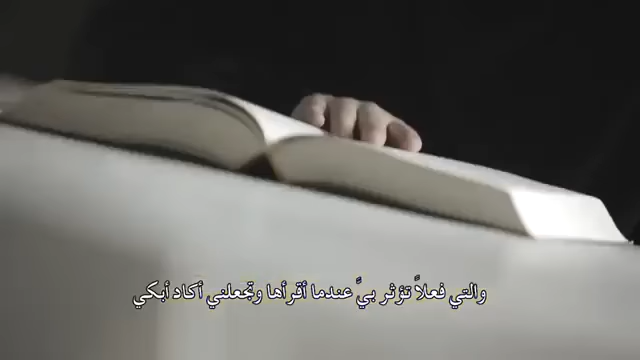 والتي فعلاً تؤثر بيَّ عندما أقرأها وتجعلني أكاد أبكي